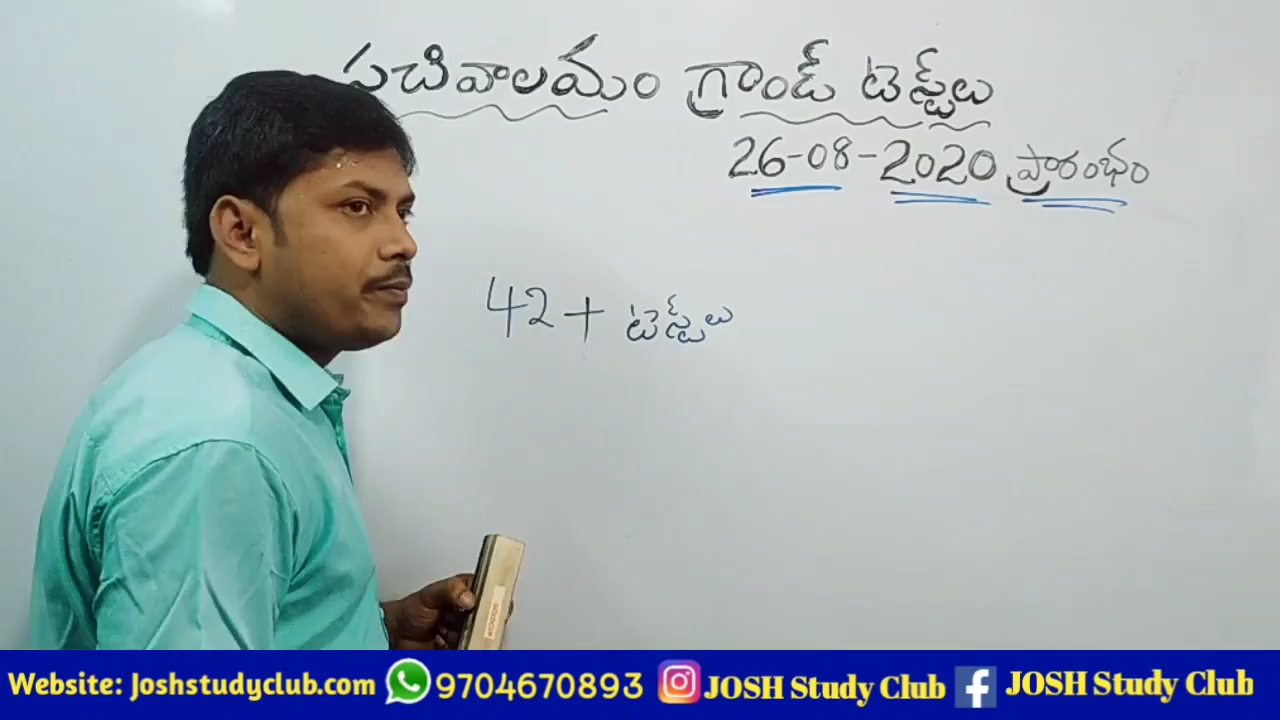 సచివాలయం గ్రాండ్ టెస్ట్‌లు
26-08-2020 ప్రారంభం
42+ టెస్ట్‌లు
Website: Joshstudyclub.com 9704670893 JOSH Study Club JOSH Study Club